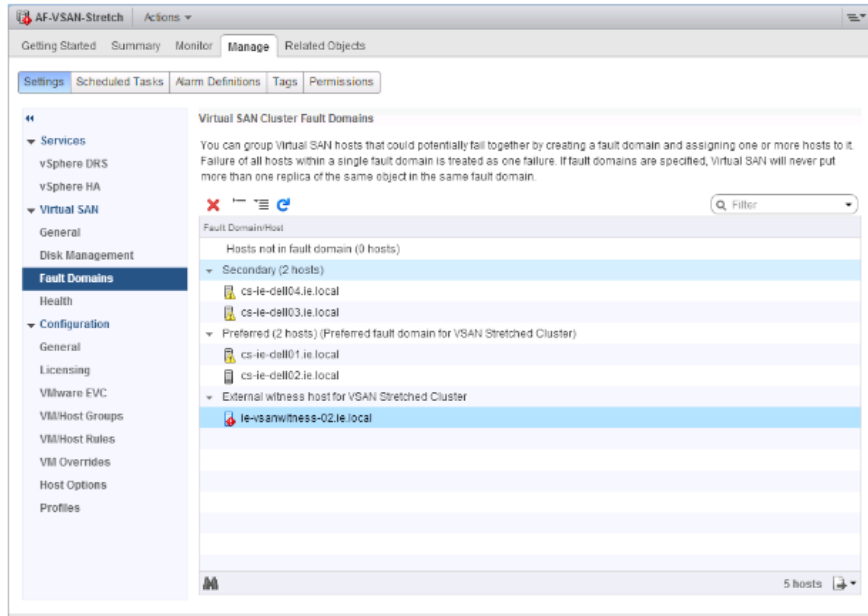 AF-VSAN-Stretch Actions
Getting Started Summary Monitor Manage Related Objects
Settings Scheduled Tasks Alarm Definitions Tags Permissions
Services
vSphere DRS
vSphere HA
Virtual SAN
General
Disk Management
Fault Domains
Health
Configuration
General
Licensing
VMware EVC
VM/Host Groups
VM/Host Rules
VM Overrides
Host Options
Profiles
Virtual SAN Cluster Fault Domains
You can group Virtual SAN hosts that could potentially fail together by creating a fault domain and assigning one or more hosts to it.
Failure of all hosts within a single fault domain is treated as one failure. If fault domains are specified, Virtual SAN will never put
more than one replica of the same object in the same fault domain.
Filter
Fault Domain/Host
Hosts not in fault domain (0 hosts)
Secondary (2 hosts)
cs-ie-dell04.ie.local
cs-ie-dell03.ie.local
Preferred (2 hosts) (Preferred fault domain for VSAN Stretched Cluster)
cs-ie-dell01.ie.local
cs-ie-dell02.ie.local
External witness host for VSAN Stretched Cluster
ie-vsanwitness-02.ie.local
5 hosts